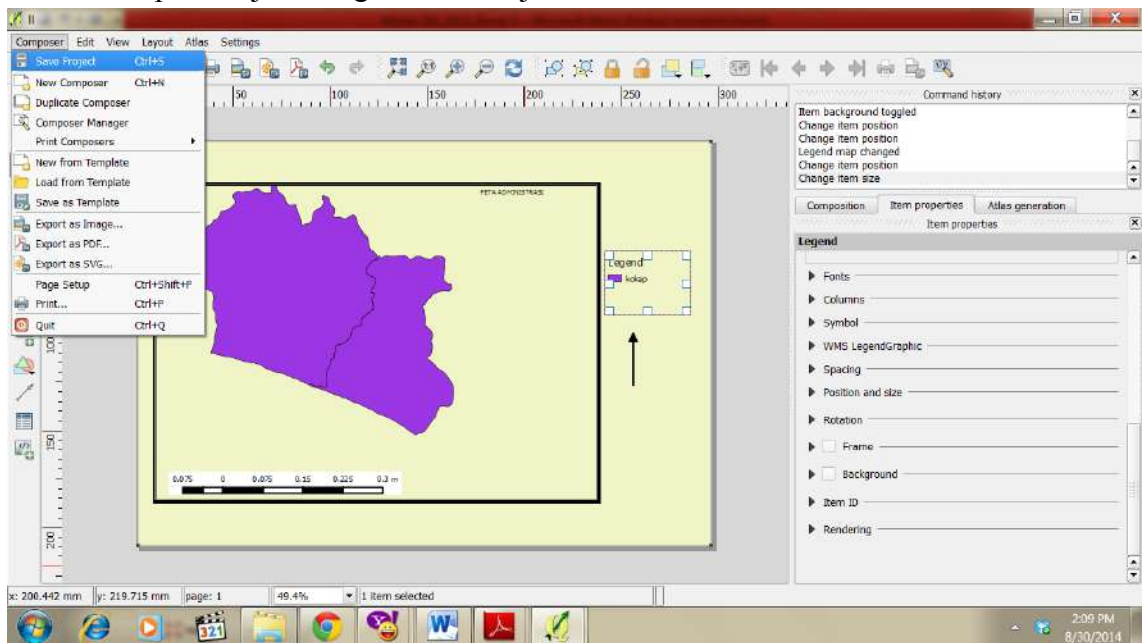 Composer Edit View Layout Atlas Settings
Save Project Ctrl+S
New Composer Ctrl+N
Duplicate Composer
Composer Manager
Print Composers
New from Template
Load from Template
Save as Template
Export as Image...
Export as PDF...
Export as SVG...
Page Setup Ctrl+Shift+P
Print... Ctrl+P
Quit Ctrl+Q
50 100 150 200 250 300
100
150
200
PETA ADMINISTRASI
Legend
kokap
0.075 0 0.075 0.15 0.225 0.3 m
Command history
Item background toggled
Change item position
Change item position
Legend map changed
Change item position
Change item size
Composition Item properties Atlas generation
Item properties
Legend
Fonts
Columns
Symbol
WMS LegendGraphic
Spacing
Position and size
Rotation
Frame
Background
Item ID
Rendering
x: 200.442 mm y: 219.715 mm page: 1 49.4% 1 item selected
321
2:09 PM
8/30/2014